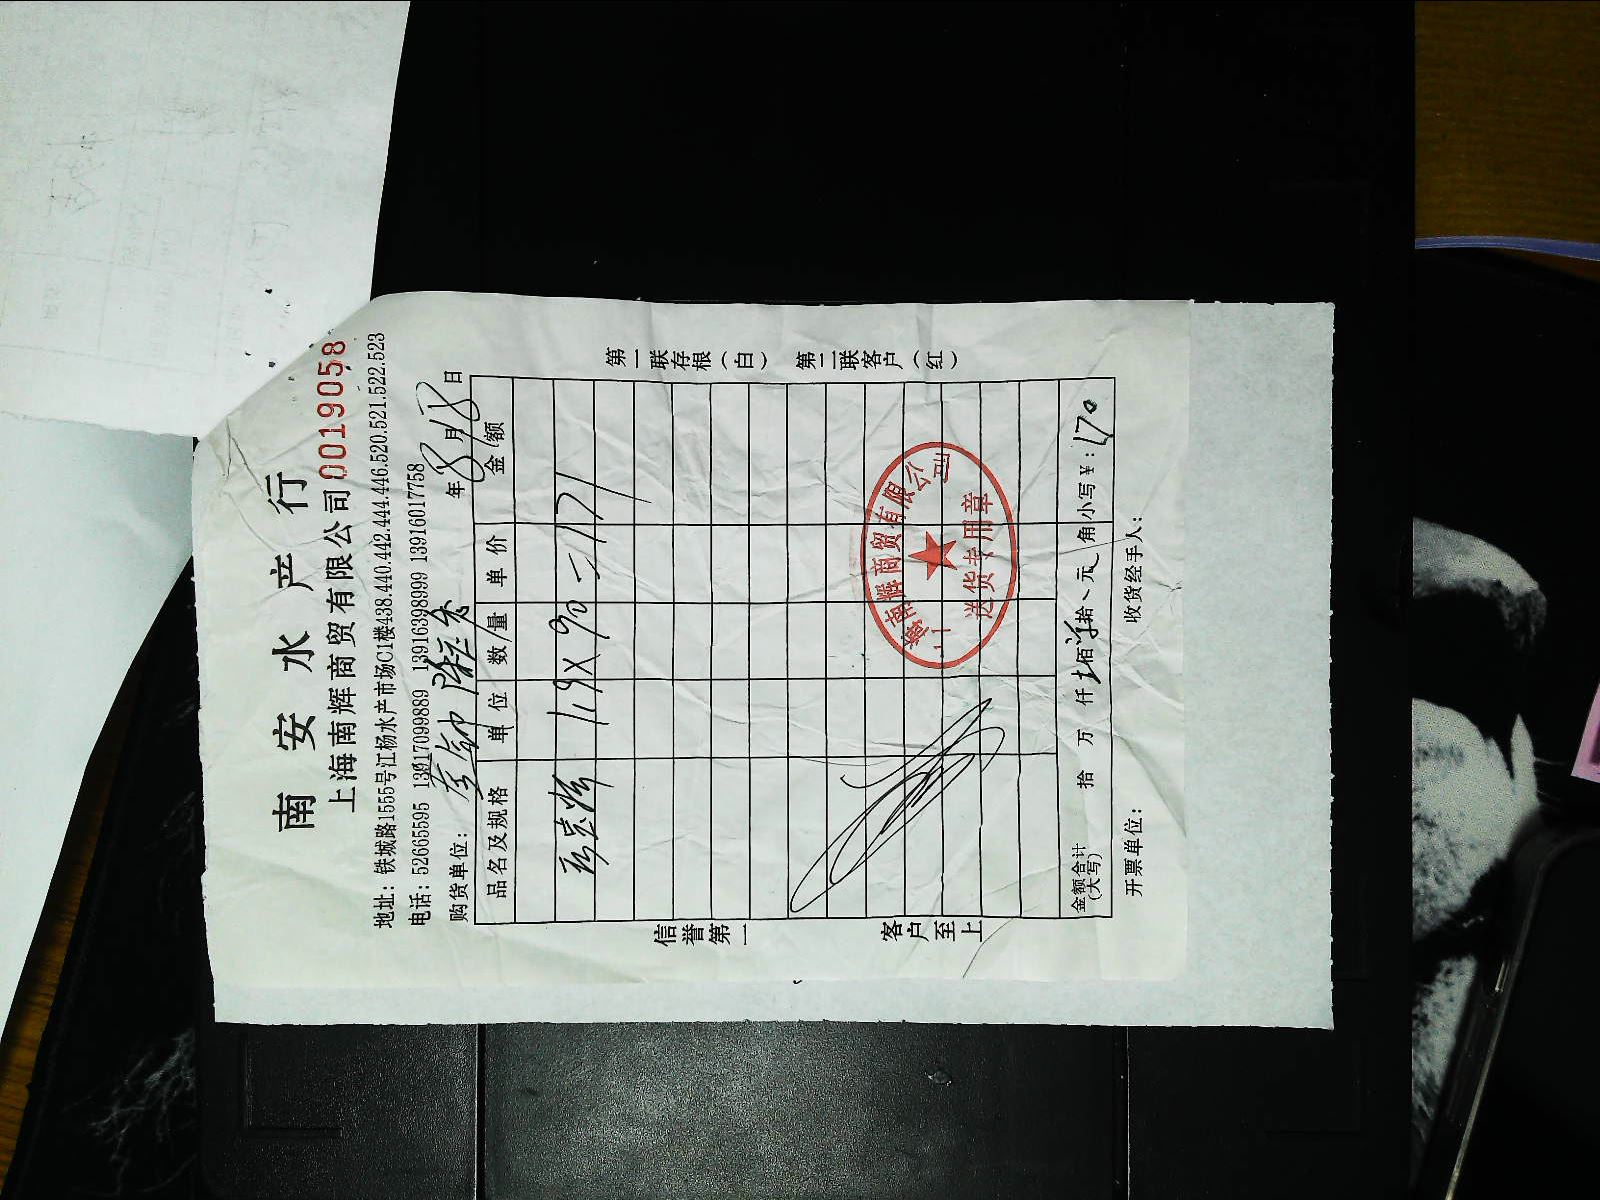 南安水产行
上海南辉商贸有限公司 0019058
地址: 铁城路1555号江杨水产市场C1楼438.440.442.444.446.520.521.522.523
电话: 52665595 13917099889 13916398999 13916017758
购货单位: 年8月18日
品名及规格 单位 数/量 单价 金额
1.9×90=171
信誉第一
客户至上
第一联存根(白)
第二联客户(红)
上海南辉商贸有限公司
送货专用章
金额合计(大写) 拾 万 仟 佰 拾 元 角 小写¥: 170
开票单位: 收货经手人: